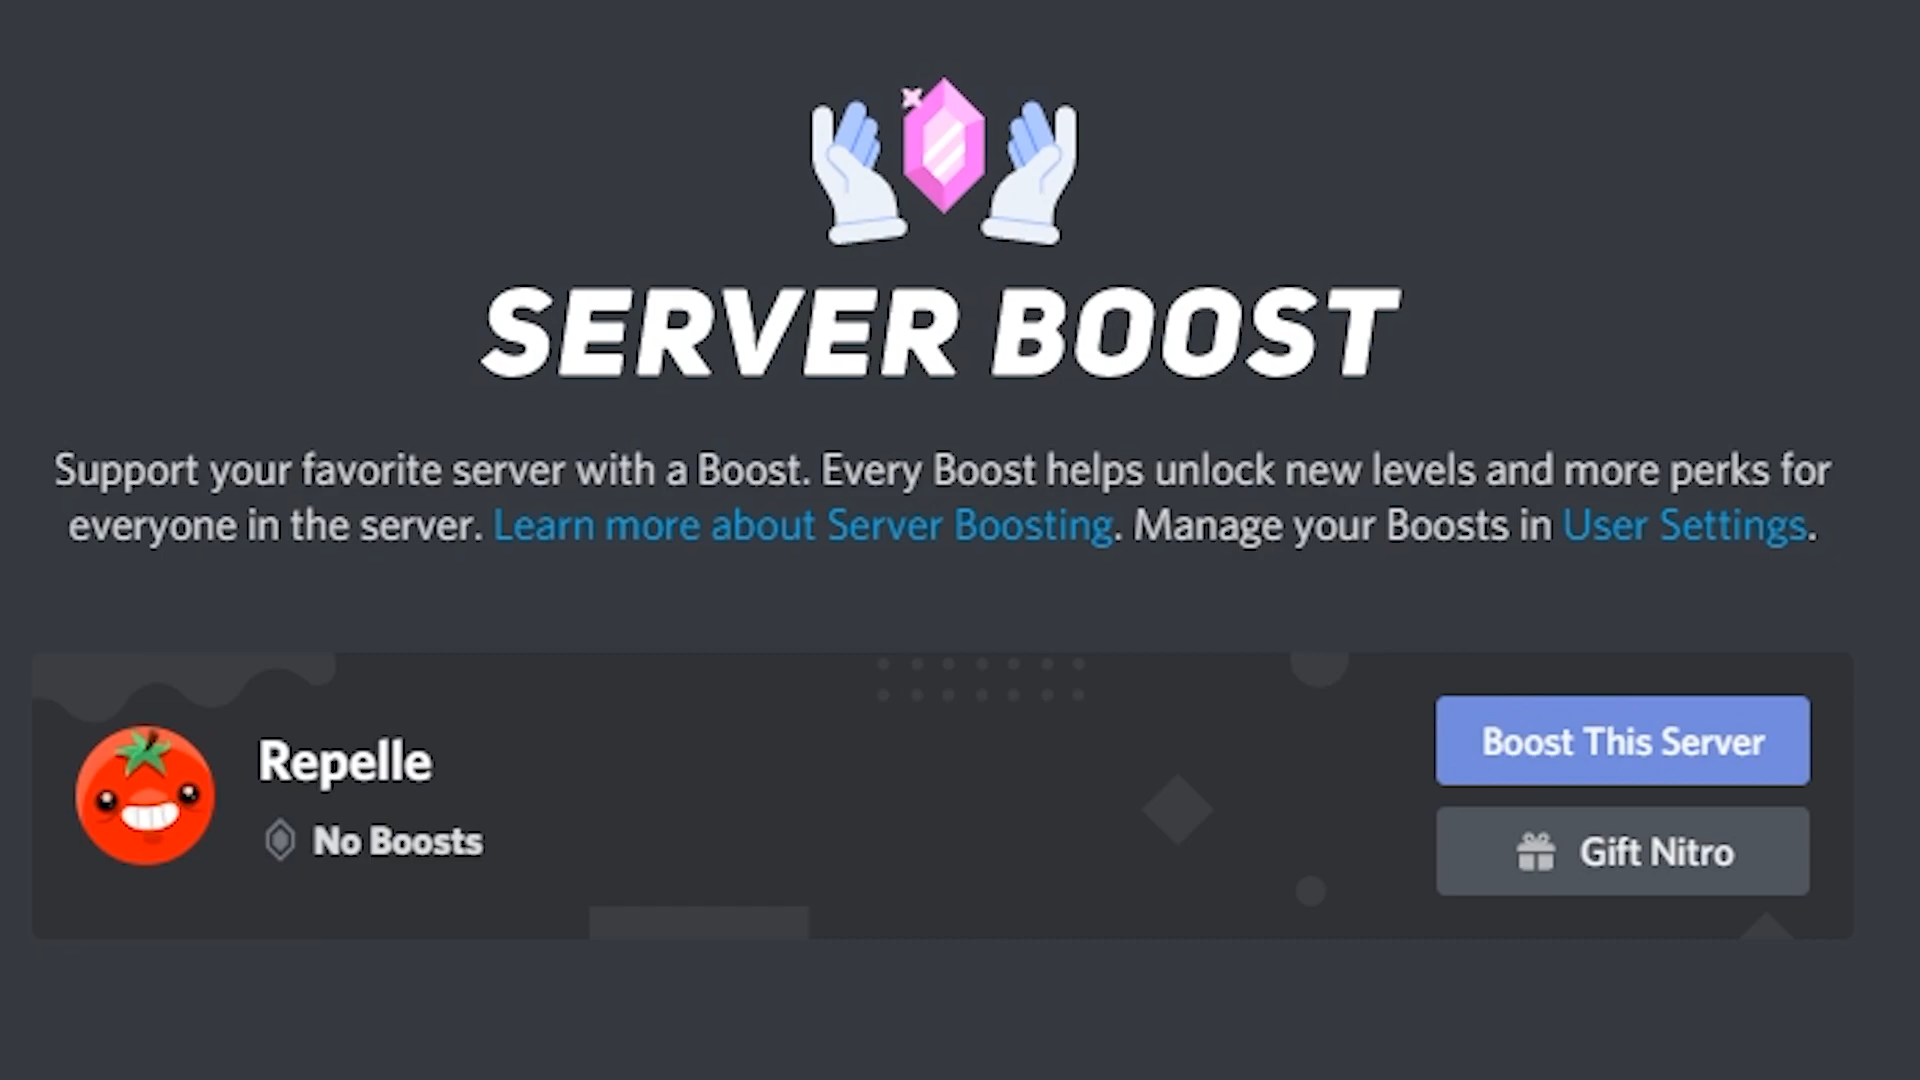 SERVER BOOST
Support your favorite server with a Boost. Every Boost helps unlock new levels and more perks for
everyone in the server. Learn more about Server Boosting. Manage your Boosts in User Settings.
Repelle
No Boosts
Boost This Server
Gift Nitro